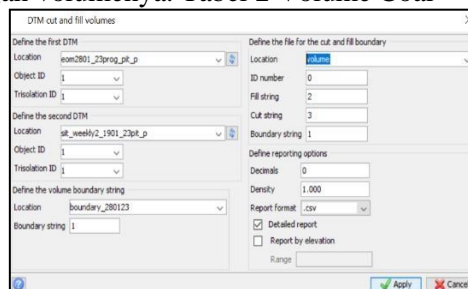 DTM cut and fill volumes
Define the first DTM
Location eom2801_23prog_pit_p
Object ID 1
Trisolation ID 1
Define the second DTM
Location sit_weekly2_1901_23pit_p
Object ID 1
Trisolation ID 1
Define the volume boundary string
Location boundary_280123
Boundary string 1
Define the file for the cut and fill boundary
Location volume
ID number 0
Fill string 2
Cut string 3
Boundary string 1
Define reporting options
Decimals 0
Density 1.000
Report format .csv
Detailed report
Report by elevation
Range
Apply Cancel